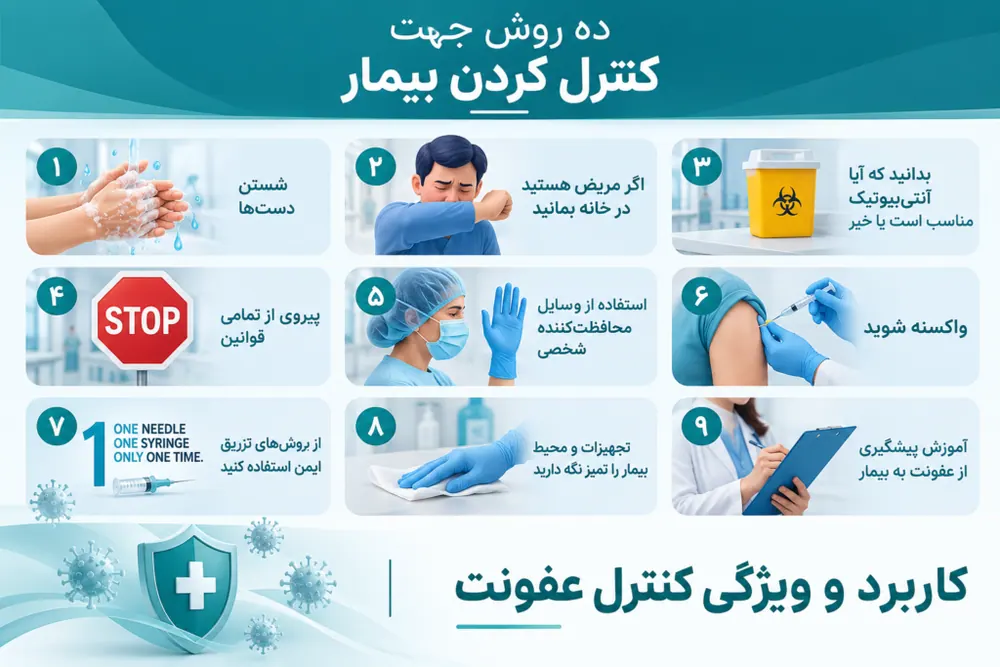 ده روش جهت
کنترل کردن بیمار
۱
شستن
دست‌ها
۲
اگر مریض هستید
در خانه بمانید
۳
بدانید که آیا
آنتی‌بیوتیک
مناسب است یا خیر
۴
STOP
پیروی از تمامی
قوانین
۵
استفاده از وسایل
محافظت‌کننده
شخصی
۶
واکسنه شوید
۷
1
ONE NEEDLE
ONE SYRINGE
ONLY ONE TIME.
از بروش‌های تزریق
ایمن استفاده کنید
۸
تجهیزات و محیط
بیمار را تمیز نگه دارید
۹
آموزش پیشگیری
از عفونت به بیمار
کاربرد و ویژگی کنترل عفونت